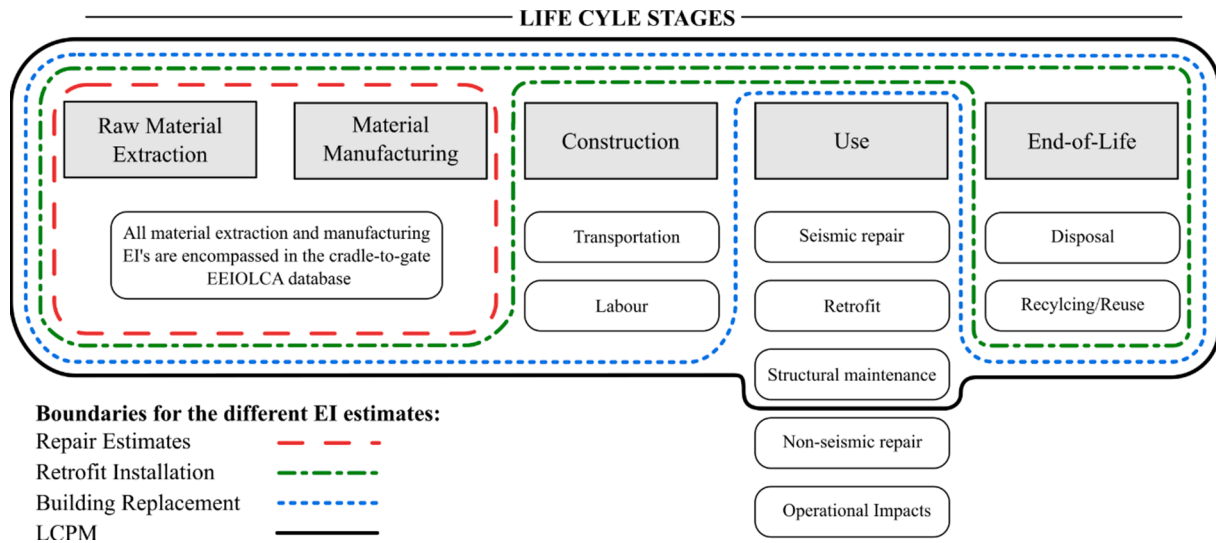 LIFE CYLE STAGES
Raw Material
Extraction
Material
Manufacturing
Construction
Use
End-of-Life
All material extraction and manufacturing
EI's are encompassed in the cradle-to-gate
EEIOLCA database
Transportation
Seismic repair
Disposal
Labour
Retrofit
Recylcing/Reuse
Structural maintenance
Non-seismic repair
Operational Impacts
Boundaries for the different EI estimates:
Repair Estimates
Retrofit Installation
Building Replacement
LCPM